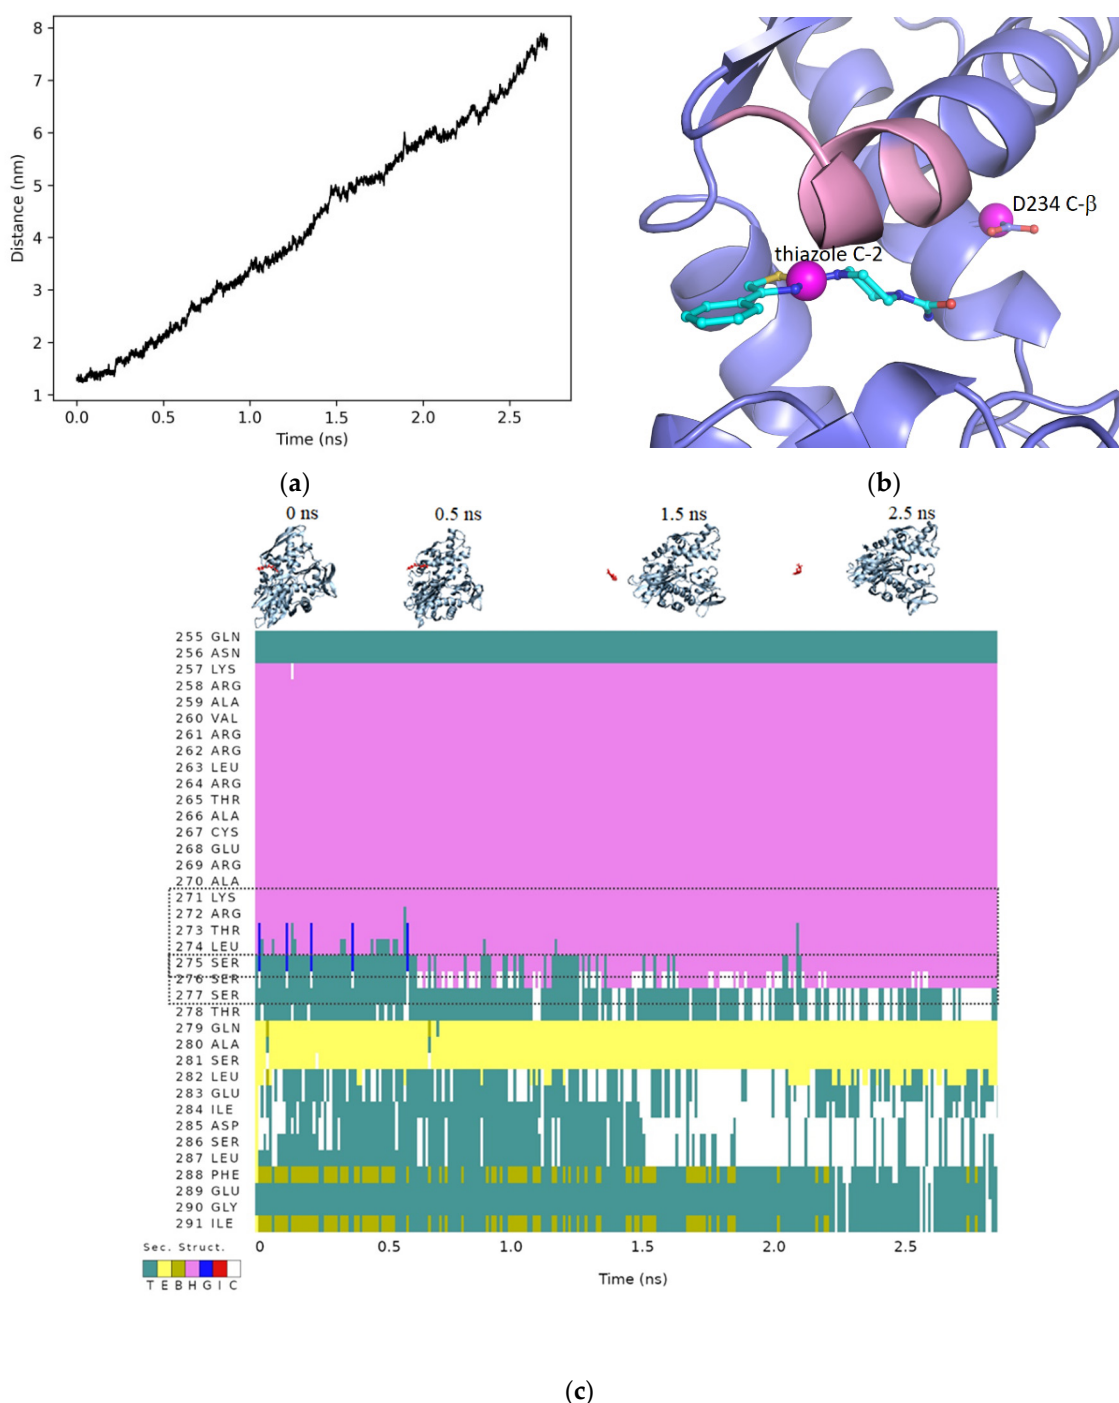 8
7
6
5
4
3
2
1
Distance (nm)
0.0 0.5 1.0 1.5 2.0 2.5
Time (ns)
D234 C-β
thiazole C-2
(a) (b)
0 ns 0.5 ns 1.5 ns 2.5 ns
255 GLN
256 ASN
257 LYS
258 ARG
259 ALA
260 VAL
261 ARG
262 ARG
263 LEU
264 ARG
265 THR
266 ALA
267 CYS
268 GLU
269 ARG
270 ALA
271 LYS
272 ARG
273 THR
274 LEU
275 SER
276 SER
277 SER
278 THR
279 GLN
280 ALA
281 SER
282 LEU
283 GLU
284 ILE
285 ASP
286 SER
287 LEU
288 PHE
289 GLU
290 GLY
291 ILE
Sec. Struct.
T E B H G I C
0 0.5 1.0 1.5 2.0 2.5
Time (ns)
(c)